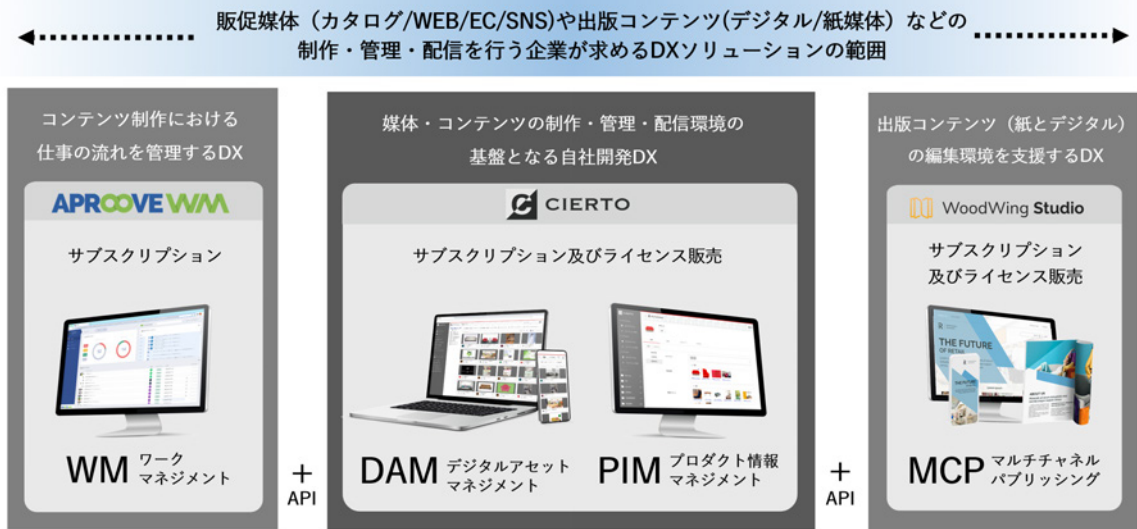 販促媒体（カタログ/WEB/EC/SNS)や出版コンテンツ(デジタル/紙媒体）などの
制作・管理・配信を行う企業が求めるDXソリューションの範囲
コンテンツ制作における
仕事の流れを管理するDX
APROOVE WM
サブスクリプション
WM ワーク
マネジメント
+
API
媒体・コンテンツの制作・管理・配信環境の
基盤となる自社開発DX
CIERTO
サブスクリプション及びライセンス販売
DAM デジタルアセット
マネジメント
PIM プロダクト情報
マネジメント
+
API
出版コンテンツ（紙とデジタル）
の編集環境を支援するDX
WoodWing Studio
サブスクリプション
及びライセンス販売
THE FUTURE
OF RETAIL
MCP マルチチャネル
パブリッシング